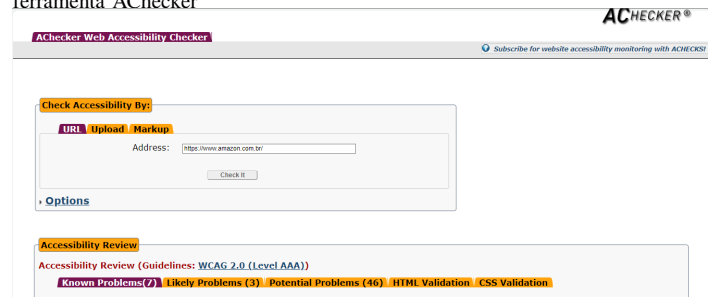 ferramenta AChecker
ACHECKER®
AChecker Web Accessibility Checker
Subscribe for website accessibility monitoring with ACHECKS!
Check Accessibility By:
URL Upload Markup
Address: https://www.amazon.com.br/
Check It
Options
Accessibility Review
Accessibility Review (Guidelines: WCAG 2.0 (Level AAA))
Known Problems(7) Likely Problems (3) Potential Problems (46) HTML Validation CSS Validation